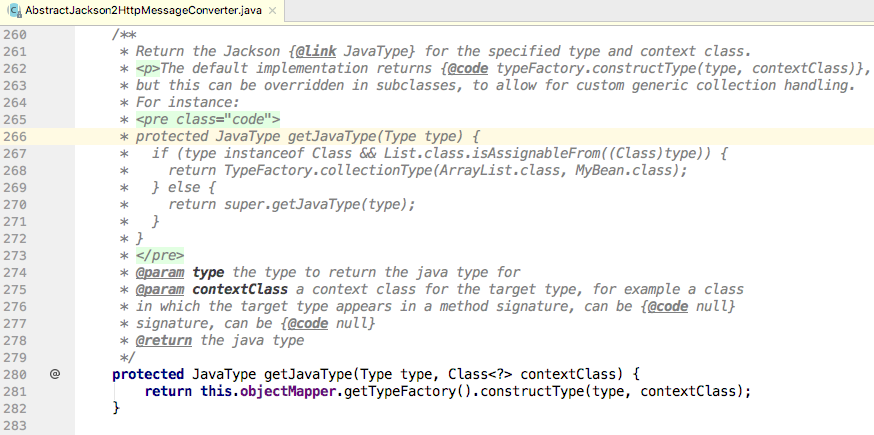 AbstractJackson2HttpMessageConverter.java ×
260 /**
261 * Return the Jackson {@link JavaType} for the specified type and context class.
262 * <p>The default implementation returns {@code typeFactory.constructType(type, contextClass)},
263 * but this can be overridden in subclasses, to allow for custom generic collection handling.
264 * For instance:
265 * <pre class="code">
266 * protected JavaType getJavaType(Type type) {
267 *   if (type instanceof Class && List.class.isAssignableFrom((Class)type)) {
268 *     return TypeFactory.collectionType(ArrayList.class, MyBean.class);
269 *   } else {
270 *     return super.getJavaType(type);
271 *   }
272 * }
273 * </pre>
274 * @param type the type to return the java type for
275 * @param contextClass a context class for the target type, for example a class
276 * in which the target type appears in a method signature, can be {@code null}
277 * signature, can be {@code null}
278 * @return the java type
279 */
280 @ protected JavaType getJavaType(Type type, Class<?> contextClass) {
281 return this.objectMapper.getTypeFactory().constructType(type, contextClass);
282 }
283